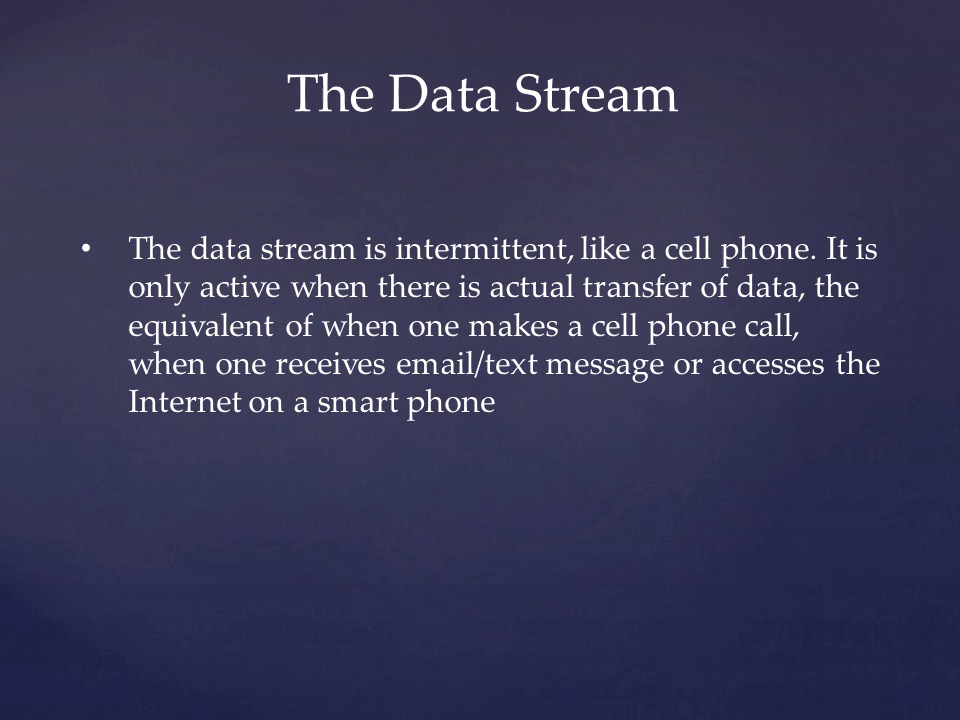 The Data Stream
• The data stream is intermittent, like a cell phone. It is
only active when there is actual transfer of data, the
equivalent of when one makes a cell phone call,
when one receives email/text message or accesses the
Internet on a smart phone